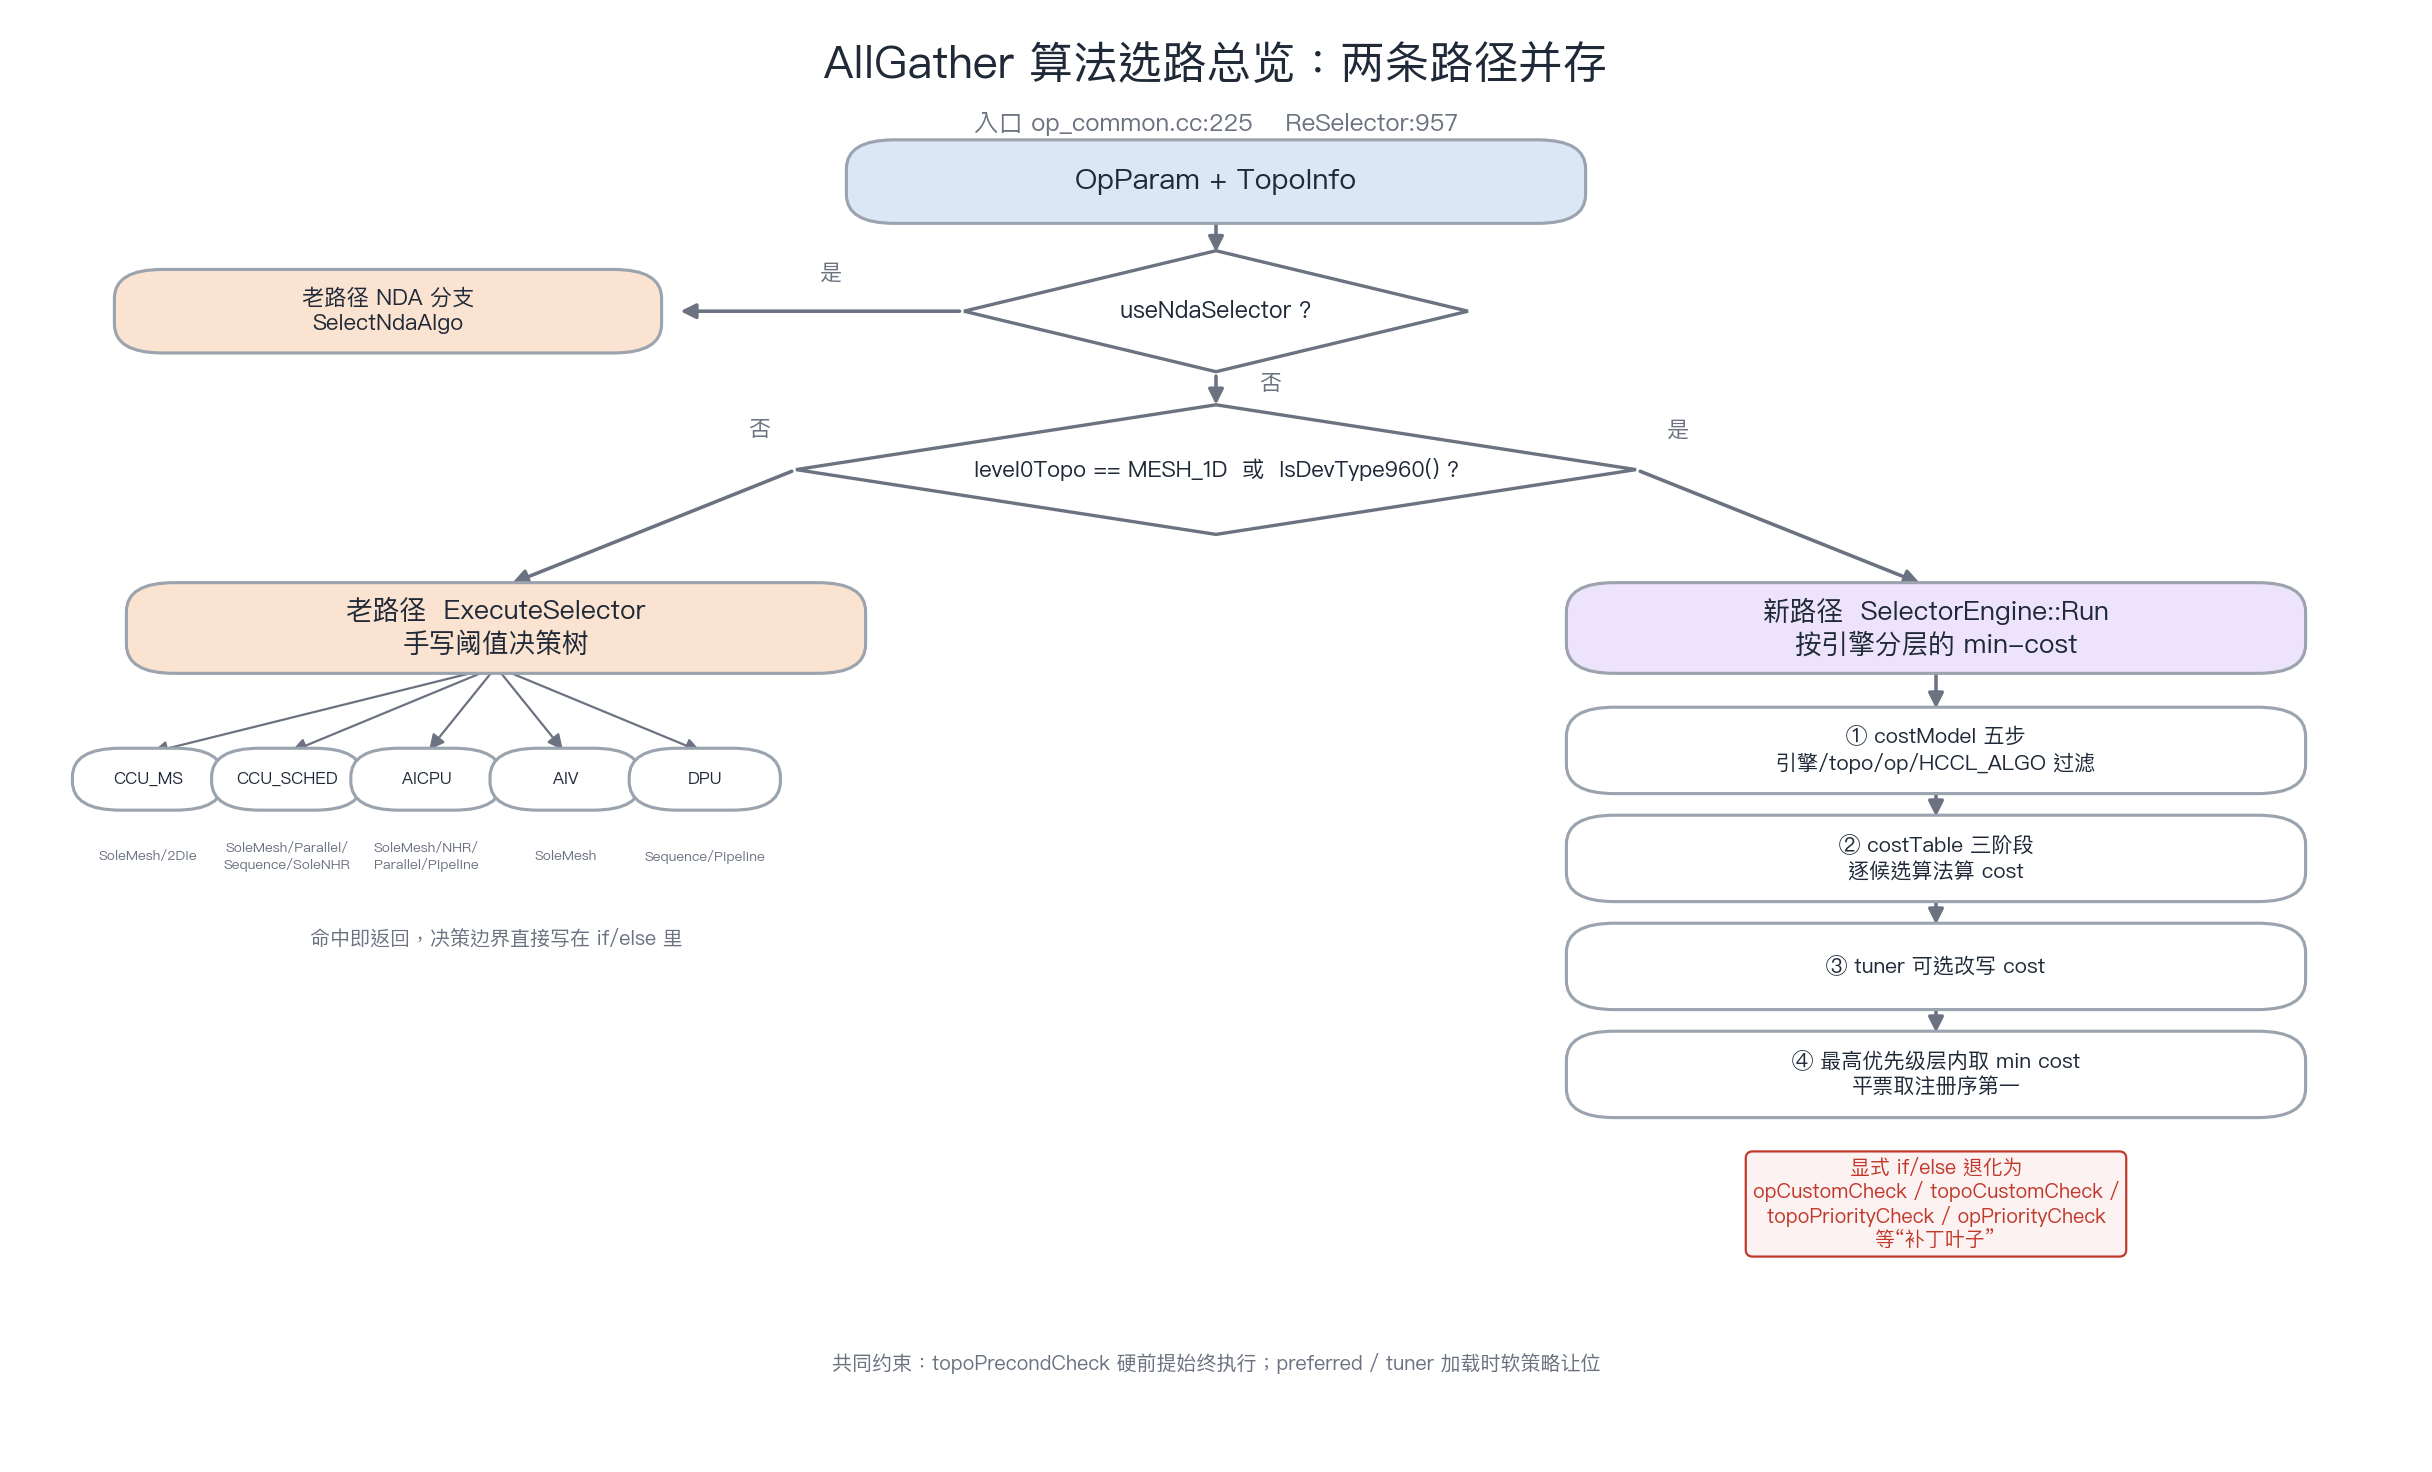 AllGather 算法选路总览：两条路径并存
入口 op_common.cc:225    ReSelector:957
OpParam + TopoInfo
是
老路径 NDA 分支
SelectNdaAlgo
useNdaSelector ?
否
否
是
level0Topo == MESH_1D 或 IsDevType960() ?
老路径 ExecuteSelector
手写阈值决策树
新路径 SelectorEngine::Run
按引擎分层的 min-cost
CCU_MS
CCU_SCHED
AICPU
AIV
DPU
SoleMesh/2Die
SoleMesh/Parallel/
Sequence/SoleNHR
SoleMesh/NHR/
Parallel/Pipeline
SoleMesh
Sequence/Pipeline
命中即返回，决策边界直接写在 if/else 里
① costModel 五步
引擎/topo/op/HCCL_ALGO 过滤
② costTable 三阶段
逐候选算法算 cost
③ tuner 可选改写 cost
④ 最高优先级层内取 min cost
平票取注册序第一
显式 if/else 退化为
opCustomCheck / topoCustomCheck /
topoPriorityCheck / opPriorityCheck
等“补丁叶子”
共同约束：topoPrecondCheck 硬前提始终执行；preferred / tuner 加载时软策略让位